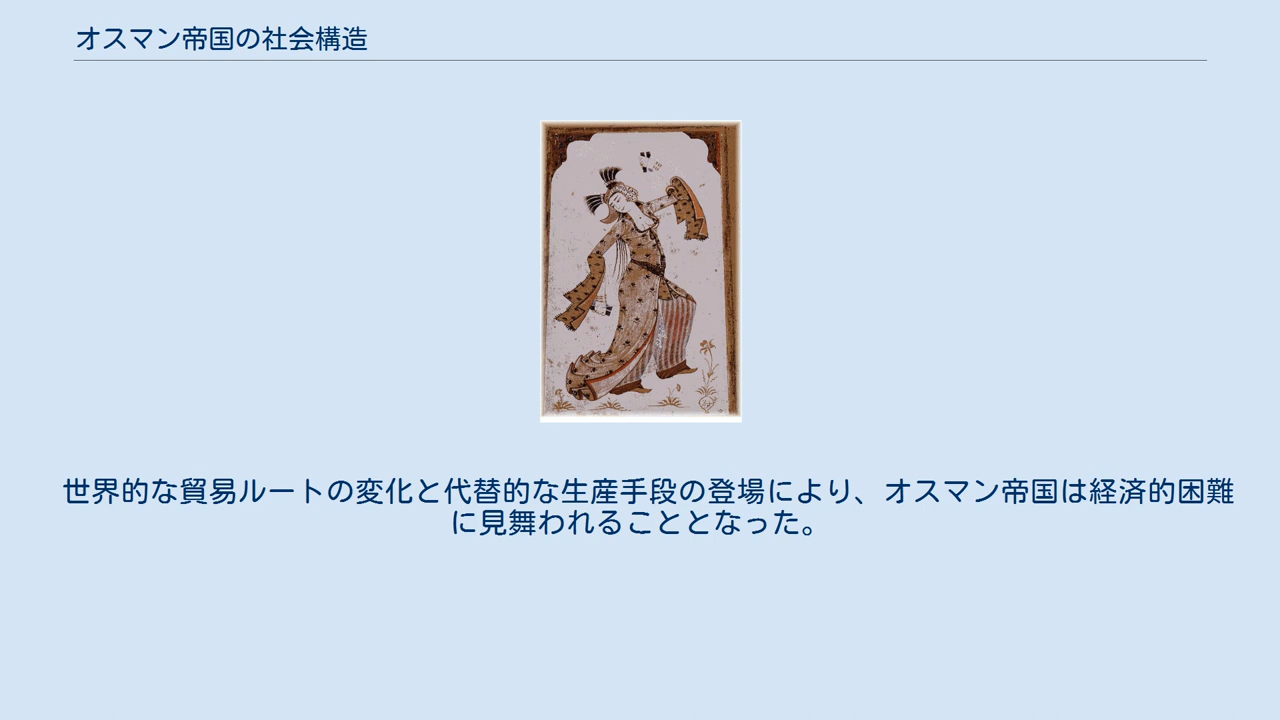 オスマン帝国の社会構造
世界的な貿易ルートの変化と代替的な生産手段の登場により、オスマン帝国は経済的困難
に見舞われることとなった。